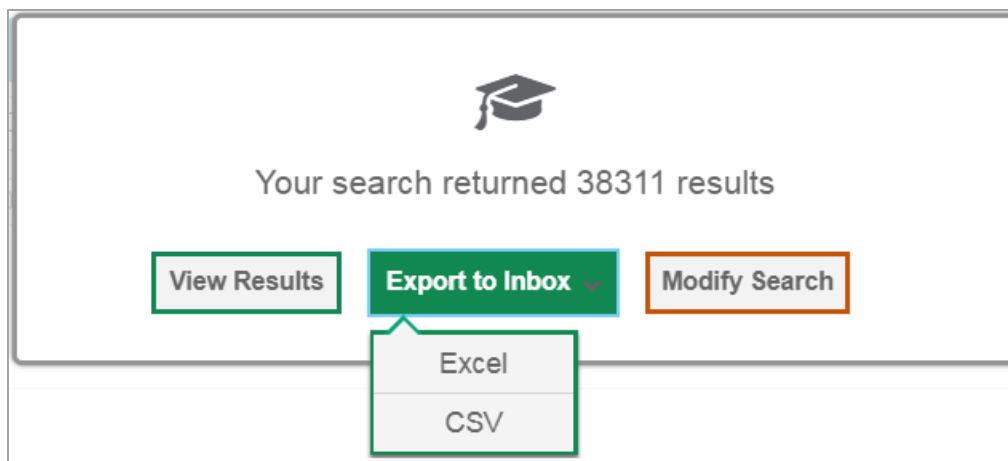 Your search returned 38311 results
View Results Export to Inbox Modify Search
Excel
CSV